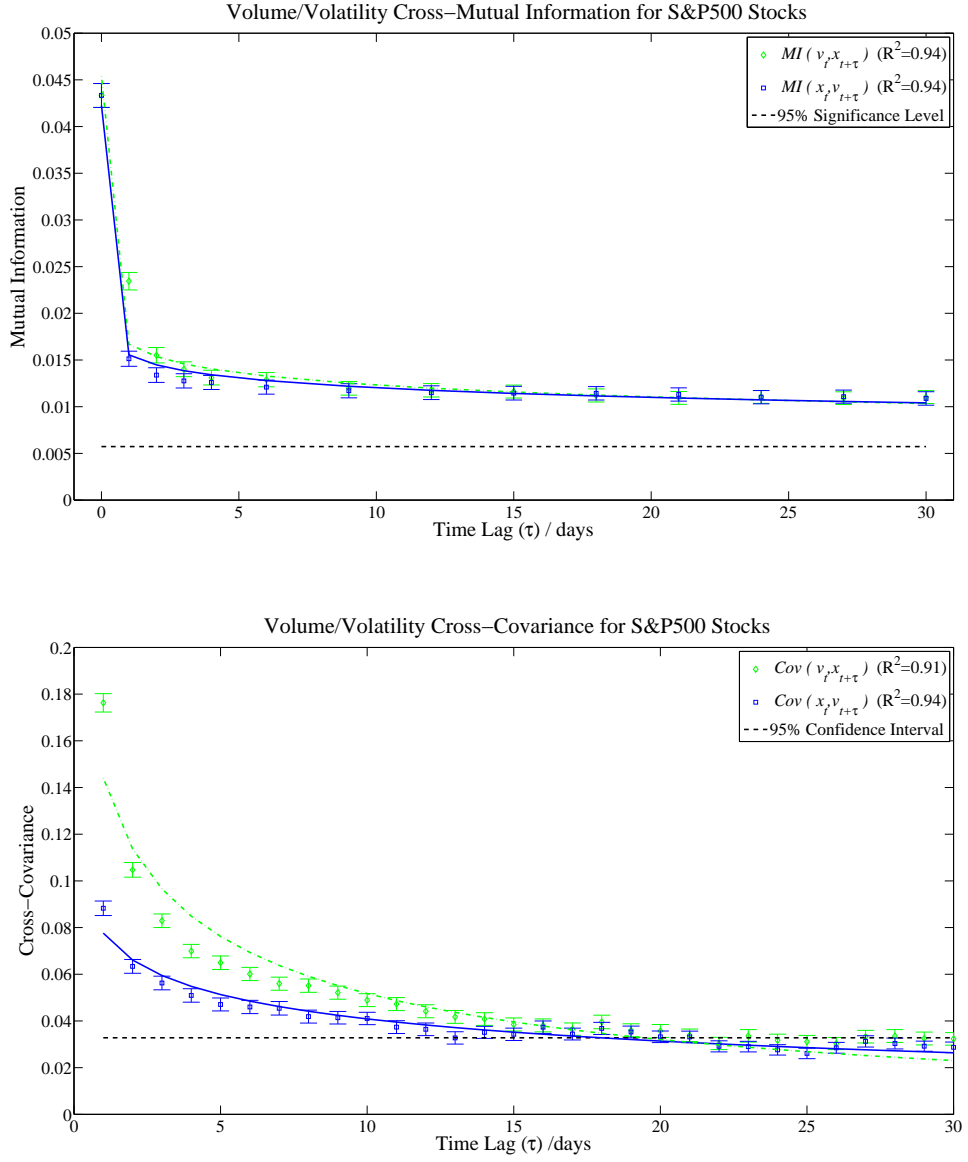 Volume/Volatility Cross−Mutual Information for S&P500 Stocks
0.05
0.045
0.04
0.035
0.03
0.025
0.02
0.015
0.01
0.005
0
Mutual Information
MI ( v_t, x_{t+τ} ) (R²=0.94)
MI ( x_t, v_{t+τ} ) (R²=0.94)
95% Significance Level
0 5 10 15 20 25 30
Time Lag (τ) / days
Volume/Volatility Cross−Covariance for S&P500 Stocks
0.2
0.18
0.16
0.14
0.12
0.1
0.08
0.06
0.04
0.02
0
Cross−Covariance
Cov ( v_t, x_{t+τ} ) (R²=0.91)
Cov ( x_t, v_{t+τ} ) (R²=0.94)
95% Confidence Interval
0 5 10 15 20 25 30
Time Lag (τ) /days